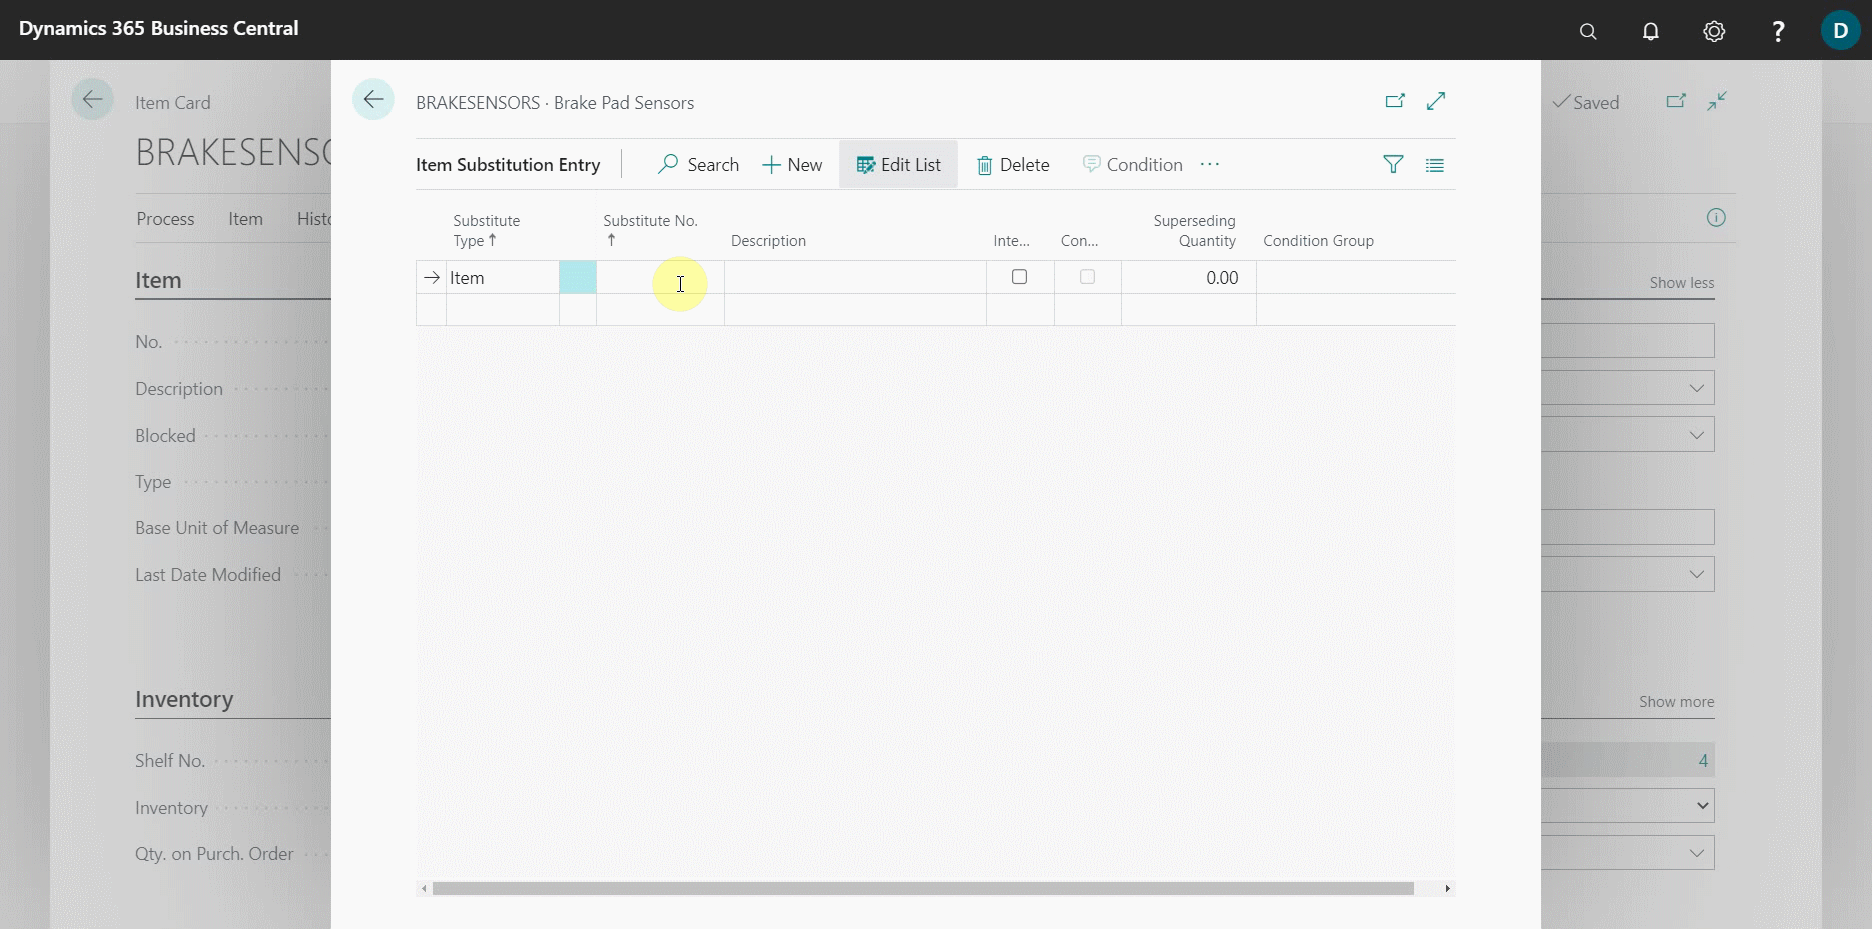 Dynamics 365 Business Central
D
Item Card
BRAKESENSORS · Brake Pad Sensors
Saved
BRAKESENSO
Item Substitution Entry
Search
New
Edit List
Delete
Condition
Process
Item
Histo
Substitute
Type
Substitute No.
Description
Inte...
Con...
Superseding
Quantity
Condition Group
Item
0.00
Item
Show less
No.
Description
Blocked
Type
Base Unit of Measure
Last Date Modified
Inventory
Show more
Shelf No.
4
Inventory
Qty. on Purch. Order